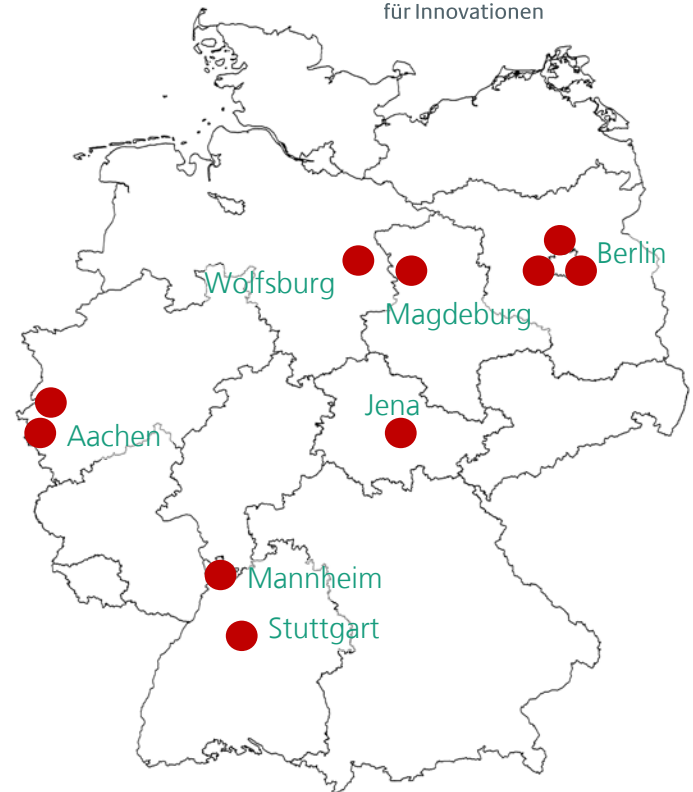 für Innovationen
Berlin
Wolfsburg
Magdeburg
Jena
Aachen
Mannheim
Stuttgart